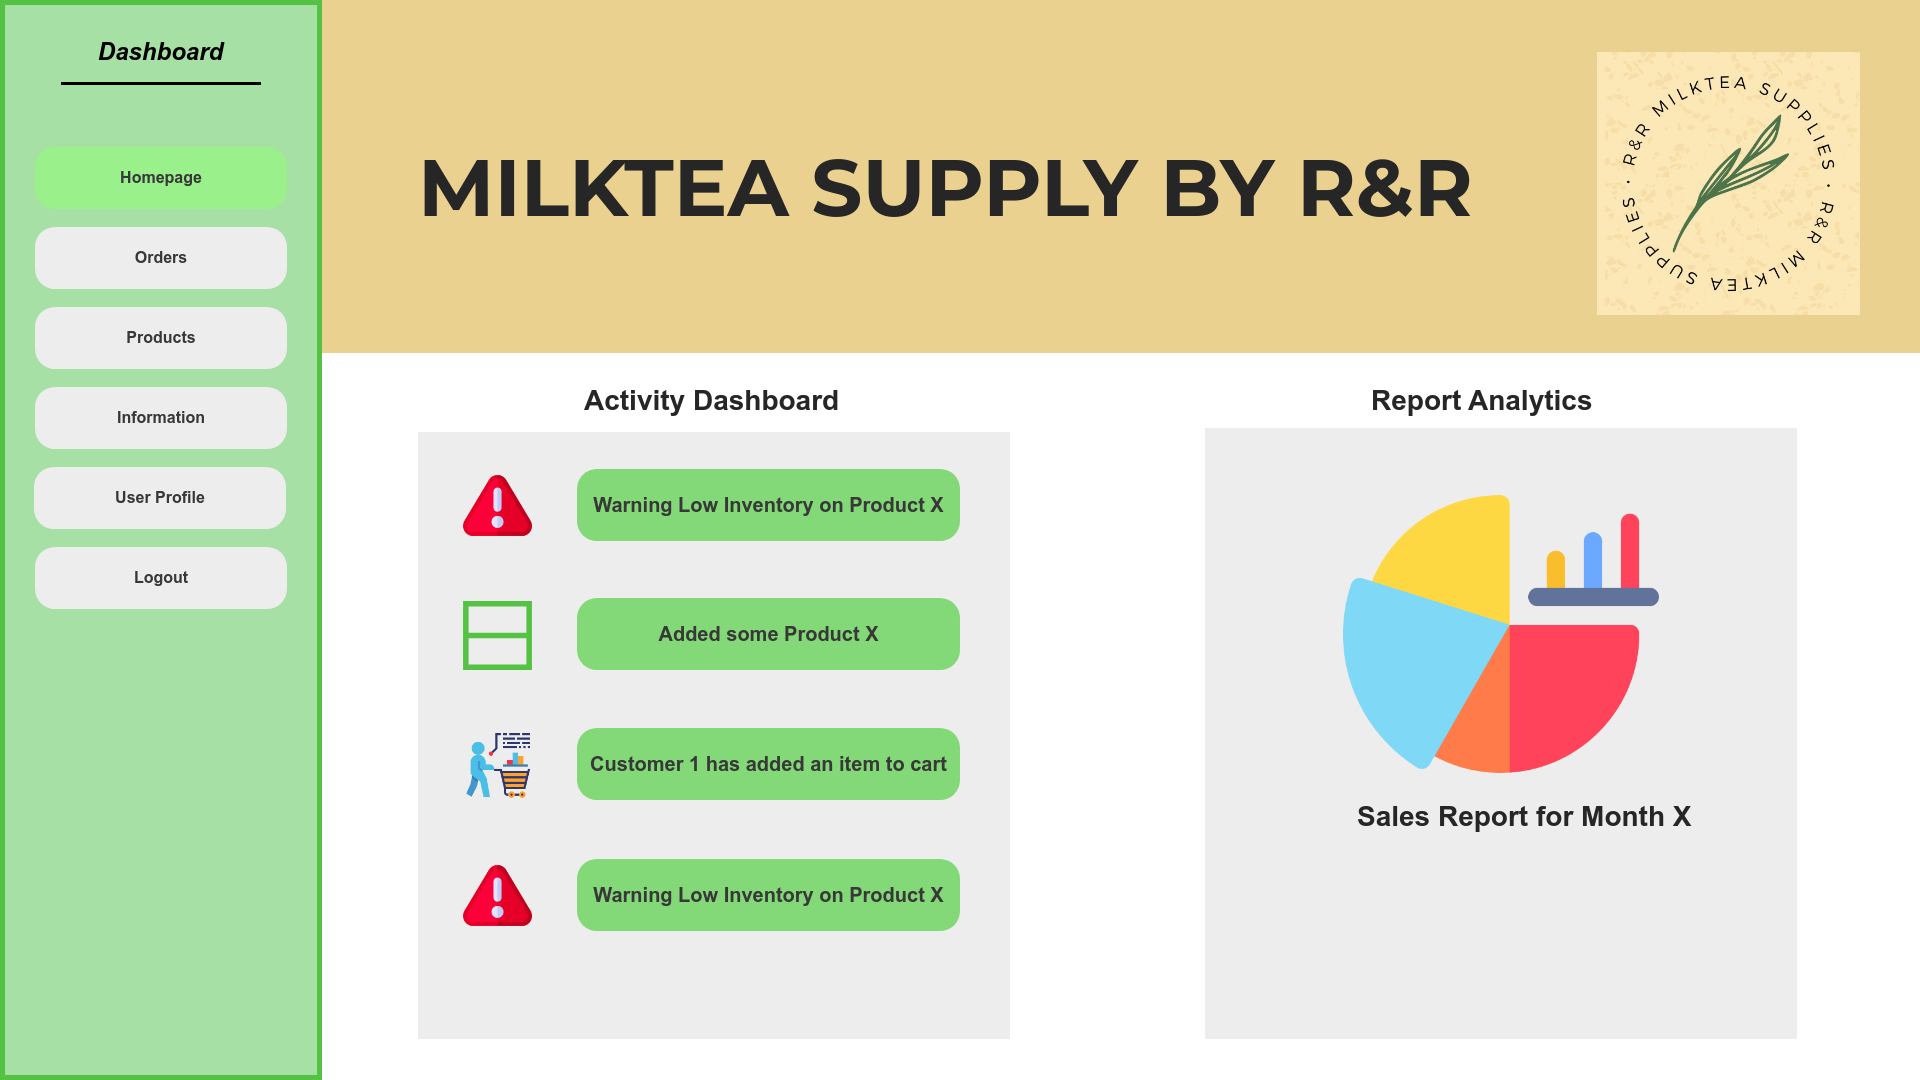 Dashboard
Homepage
Orders
Products
Information
User Profile
Logout
MILKTEA SUPPLY BY R&R
R&R MILKTEA SUPPLIES · R&R MILKTEA SUPPLIES ·
Activity Dashboard
Warning Low Inventory on Product X
Added some Product X
Customer 1 has added an item to cart
Warning Low Inventory on Product X
Report Analytics
Sales Report for Month X